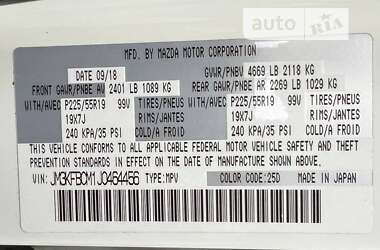 AUTO RIA
MFD. BY MAZDA MOTOR CORPORATION
DATE 09/18 GVWR/PNBV 4669 LB 2118 KG
FRONT GAWR/PNBE AV 2401 LB 1089 KG REAR GAWR/PNBE AR 2269 LB 1029 KG
WITH/AVEC P225/55R19 99V TIRES/PNEUS WITH/AVEC P225/55R19 99V TIRES/PNEUS
19X7J RIMS/JANTES 19X7J RIMS/JANTES
240 KPA/35 PSI COLD/A FROID 240 KPA/35 PSI COLD/A FROID
THIS VEHICLE CONFORMS TO ALL APPLICABLE FEDERAL MOTOR VEHICLE SAFETY
STANDARDS IN EFFECT ON THE DATE OF MANUFACTURE SHOWN ABOVE.
VIN: JM3KFBCM1J0464456 TYPE: MPV COLOR CODE: 25D MADE IN JAPAN